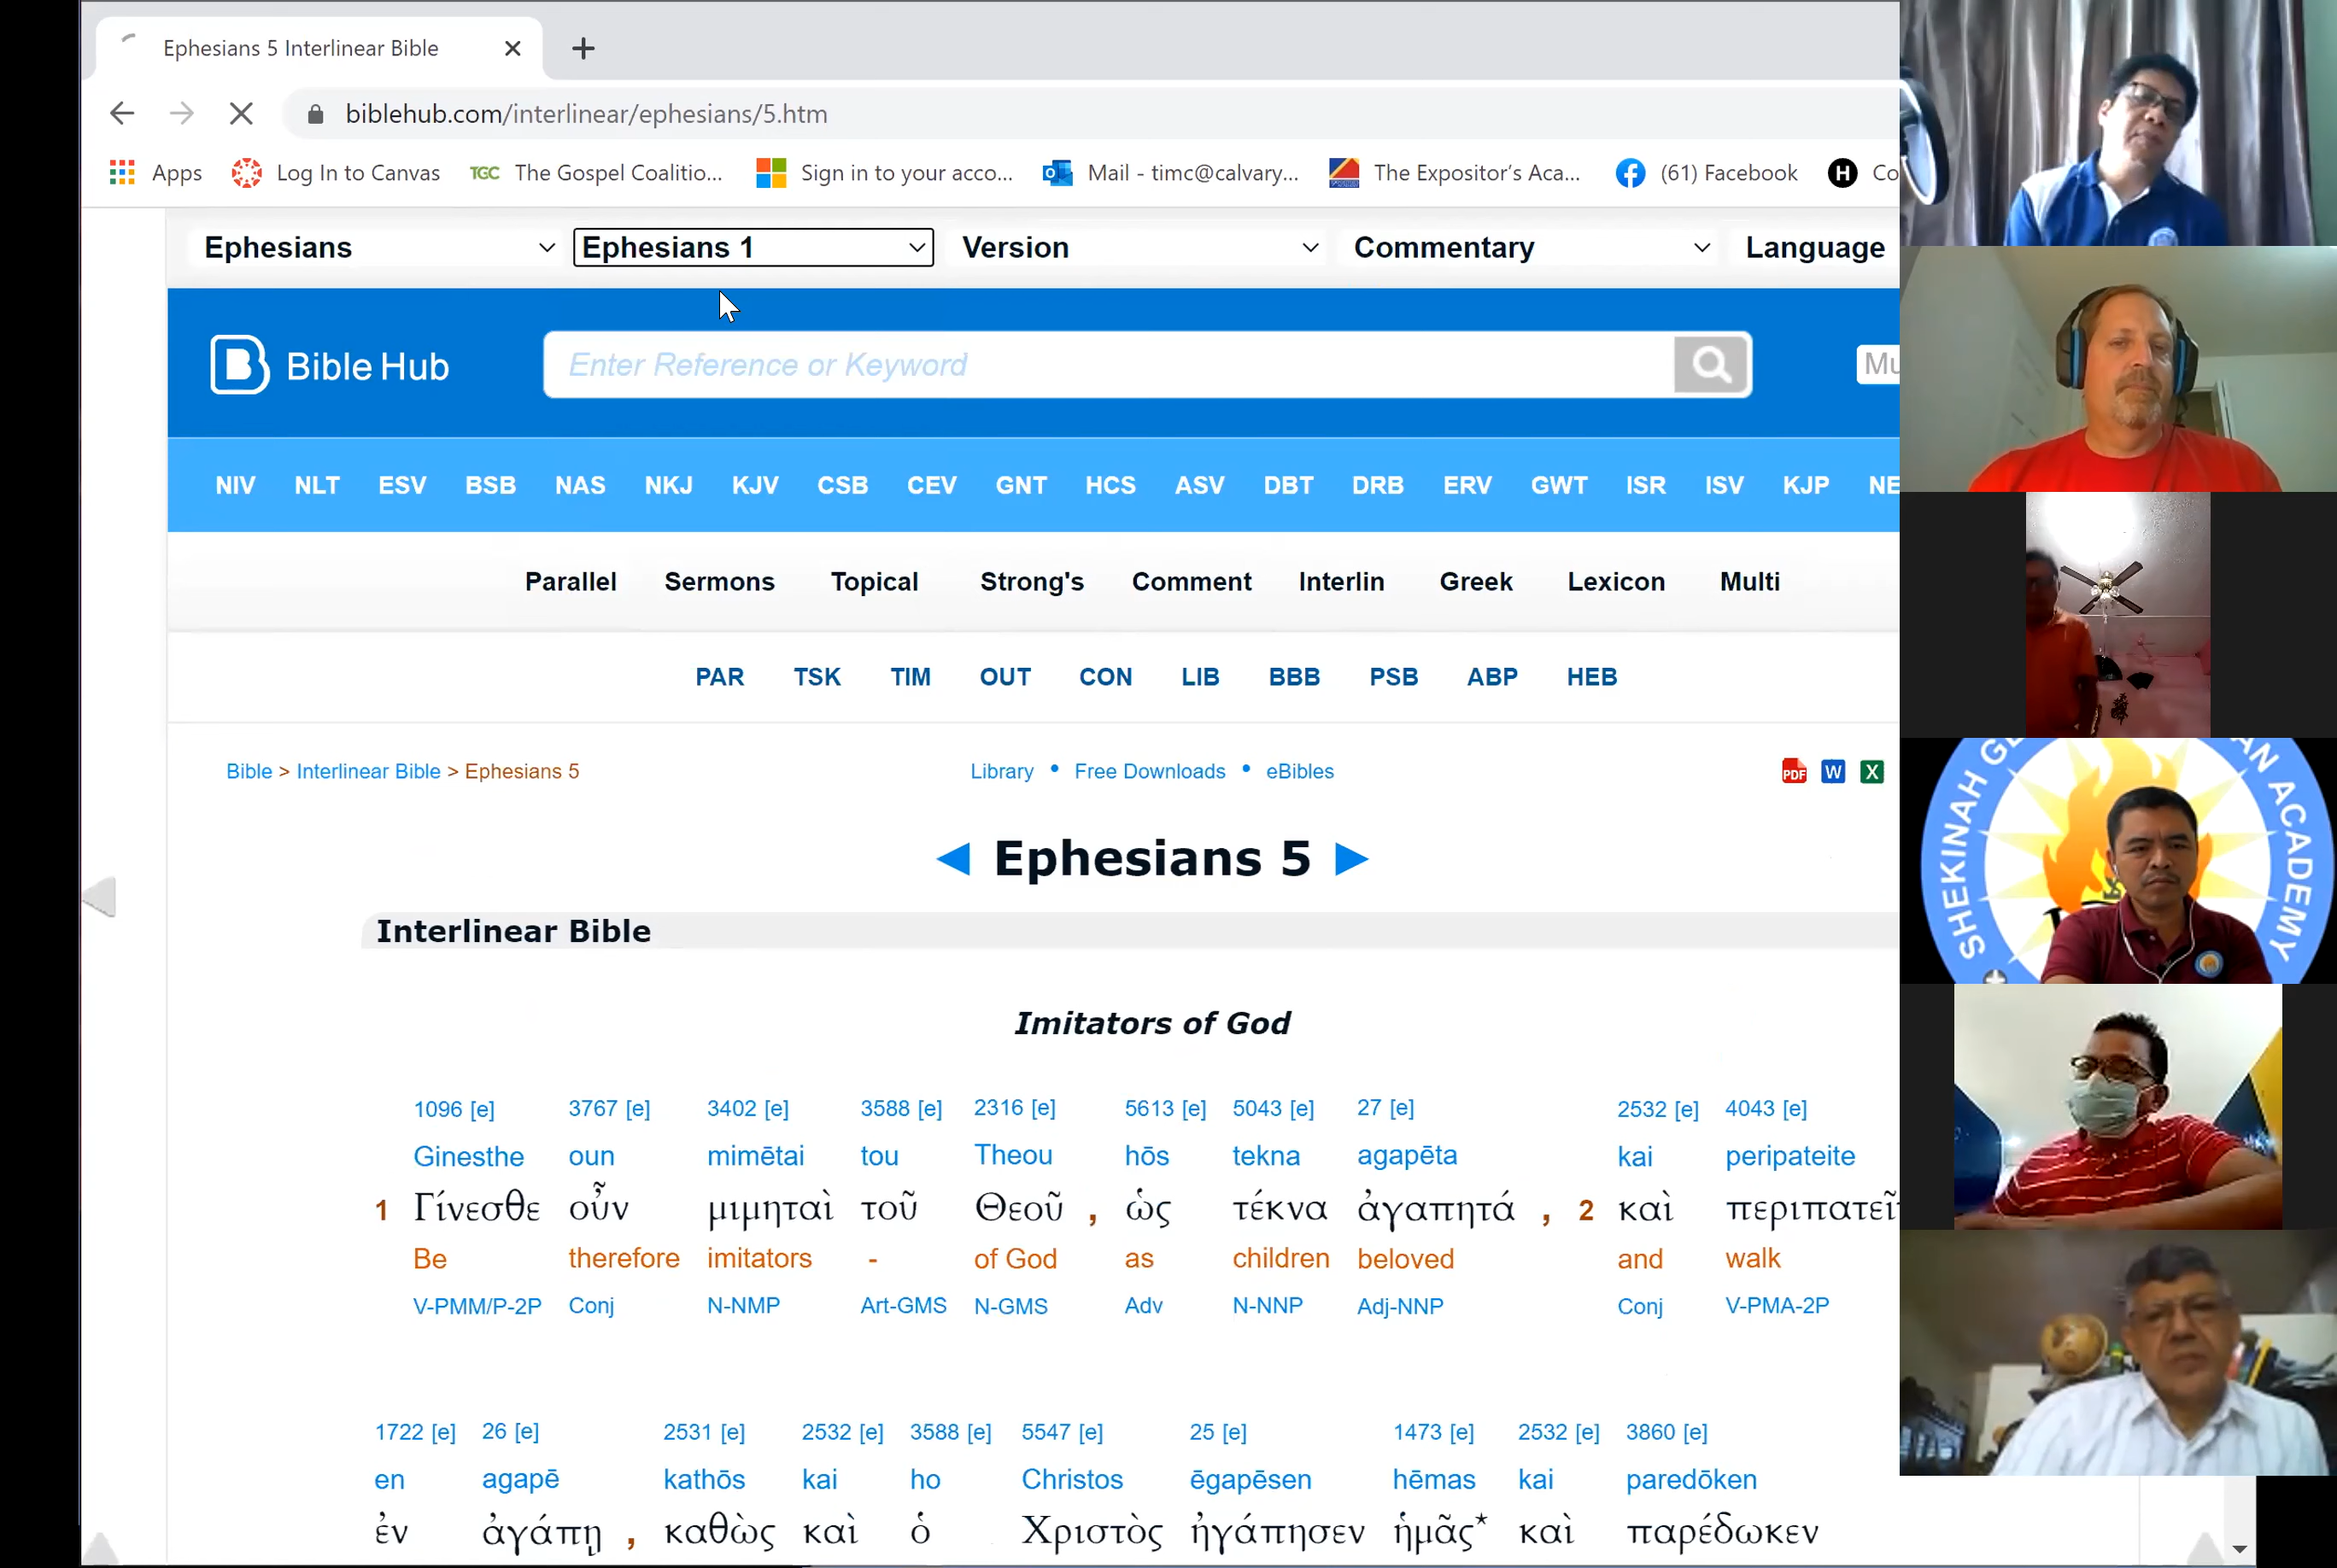 Ephesians 5 Interlinear Bible
biblehub.com/interlinear/ephesians/5.htm
Apps Log In to Canvas TGC The Gospel Coalitio... Sign in to your acco... Mail - timc@calvary... The Expositor's Aca... (61) Facebook H Co
Ephesians Ephesians 1 Version Commentary Language
Bible Hub Enter Reference or Keyword Mu
NIV NLT ESV BSB NAS NKJ KJV CSB CEV GNT HCS ASV DBT DRB ERV GWT ISR ISV KJP NE
Parallel Sermons Topical Strong's Comment Interlin Greek Lexicon Multi
PAR TSK TIM OUT CON LIB BBB PSB ABP HEB
Bible > Interlinear Bible > Ephesians 5 Library • Free Downloads • eBibles PDF W X
◄ Ephesians 5 ►
Interlinear Bible
Imitators of God
1096 [e] 3767 [e] 3402 [e] 3588 [e] 2316 [e] 5613 [e] 5043 [e] 27 [e] 2532 [e] 4043 [e]
Ginesthe oun mimētai tou Theou hōs tekna agapēta kai peripateite
1 Γίνεσθε οὖν μιμηταὶ τοῦ Θεοῦ , ὡς τέκνα ἀγαπητά , 2 καὶ περιπατεῖ
Be therefore imitators - of God as children beloved and walk
V-PMM/P-2P Conj N-NMP Art-GMS N-GMS Adv N-NNP Adj-NNP Conj V-PMA-2P
1722 [e] 26 [e] 2531 [e] 2532 [e] 3588 [e] 5547 [e] 25 [e] 1473 [e] 2532 [e] 3860 [e]
en agapē kathōs kai ho Christos ēgapēsen hēmas kai paredōken
ἐν ἀγάπῃ , καθὼς καὶ ὁ Χριστὸς ἠγάπησεν ἡμᾶς* καὶ παρέδωκεν
SHEKINAH GL AN ACADEMY